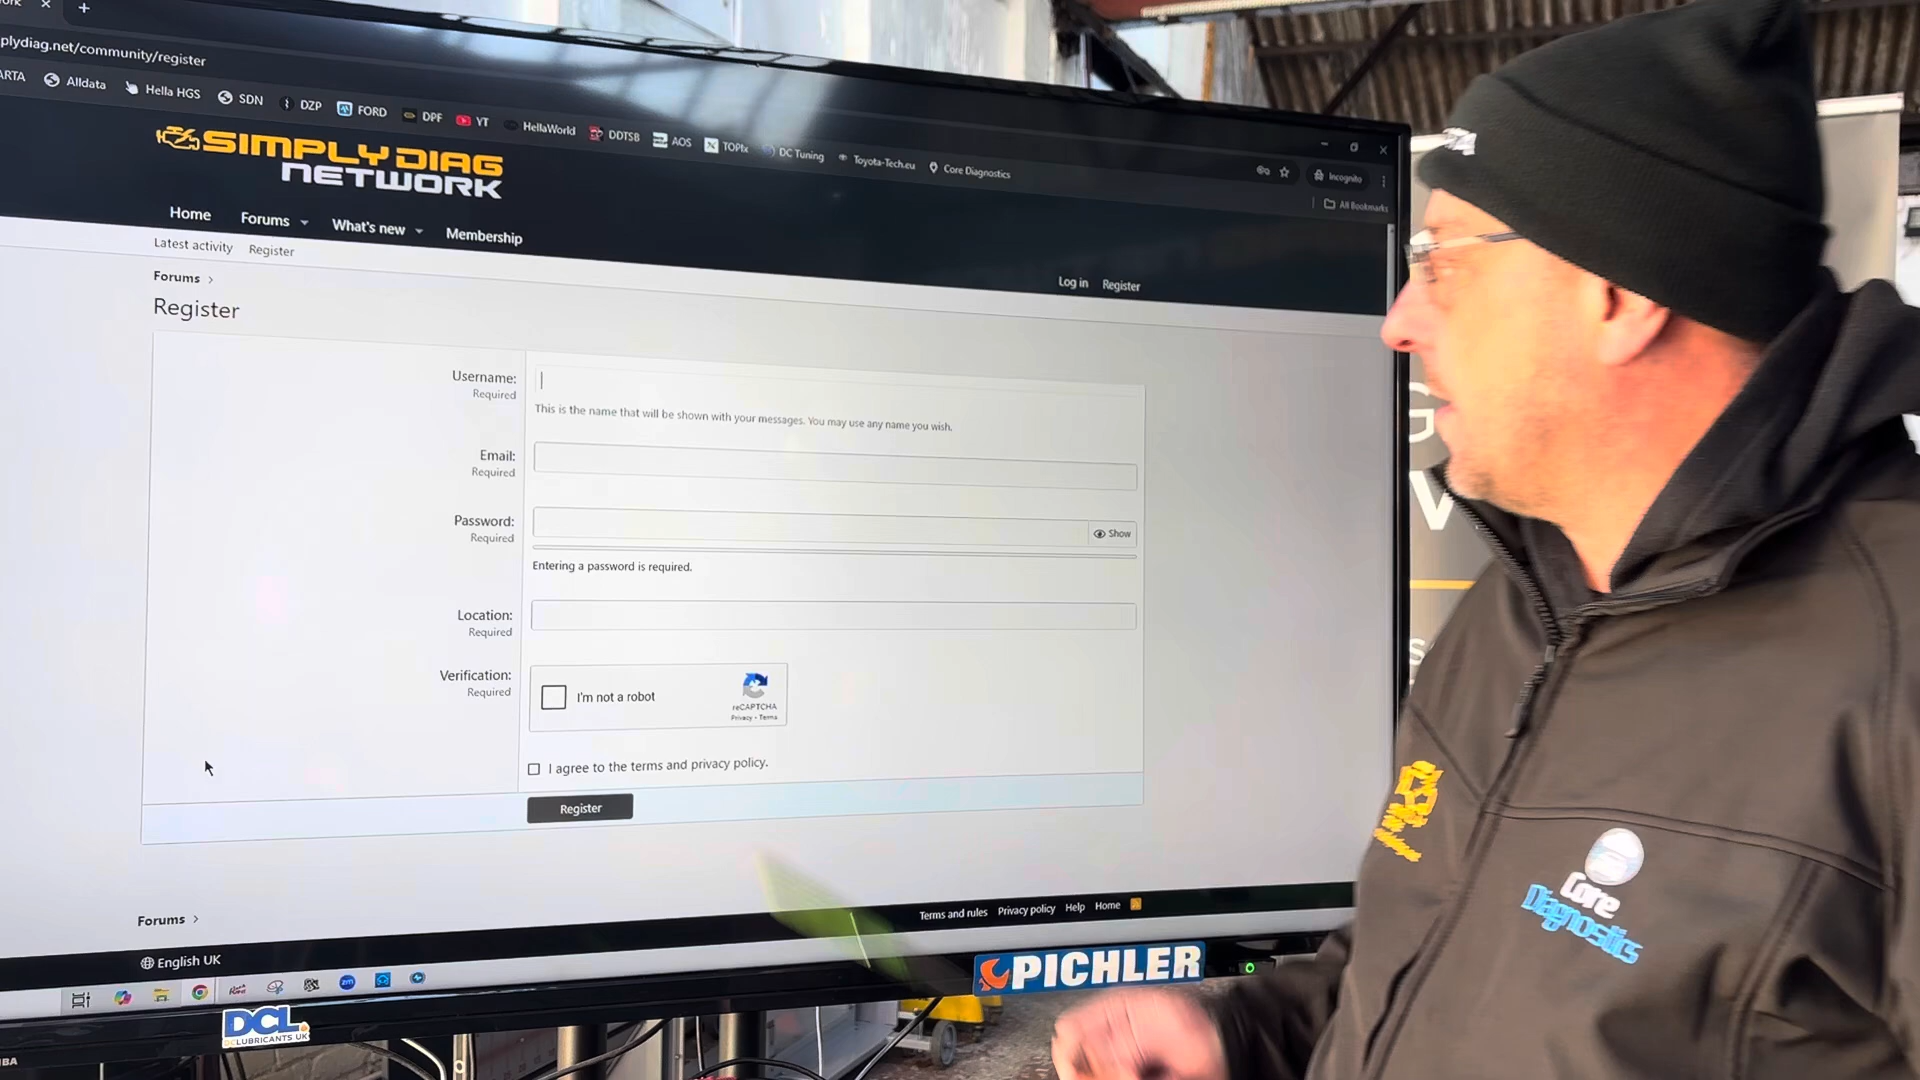 plydiag.net/community/register
ARTA Alldata Hella HGS SDN DZP FORD DPF YT HellaWorld DDTSB AOS TOPIx DC Tuning Toyota-Tech.eu Core Diagnostics
Incognito
All Bookmarks
SIMPLY DIAG
NETWORK
Home Forums What's new Membership
Latest activity Register
Log in Register
Forums
Register
Username:
Required
This is the name that will be shown with your messages. You may use any name you wish.
Email:
Required
Password:
Required
Show
Entering a password is required.
Location:
Required
Verification:
Required
I'm not a robot
reCAPTCHA
Privacy - Terms
I agree to the terms and privacy policy.
Register
Forums
Terms and rules Privacy policy Help Home
English UK
zm
PICHLER
DCL
DCLUBRICANTS UK
Core
Diagnostics